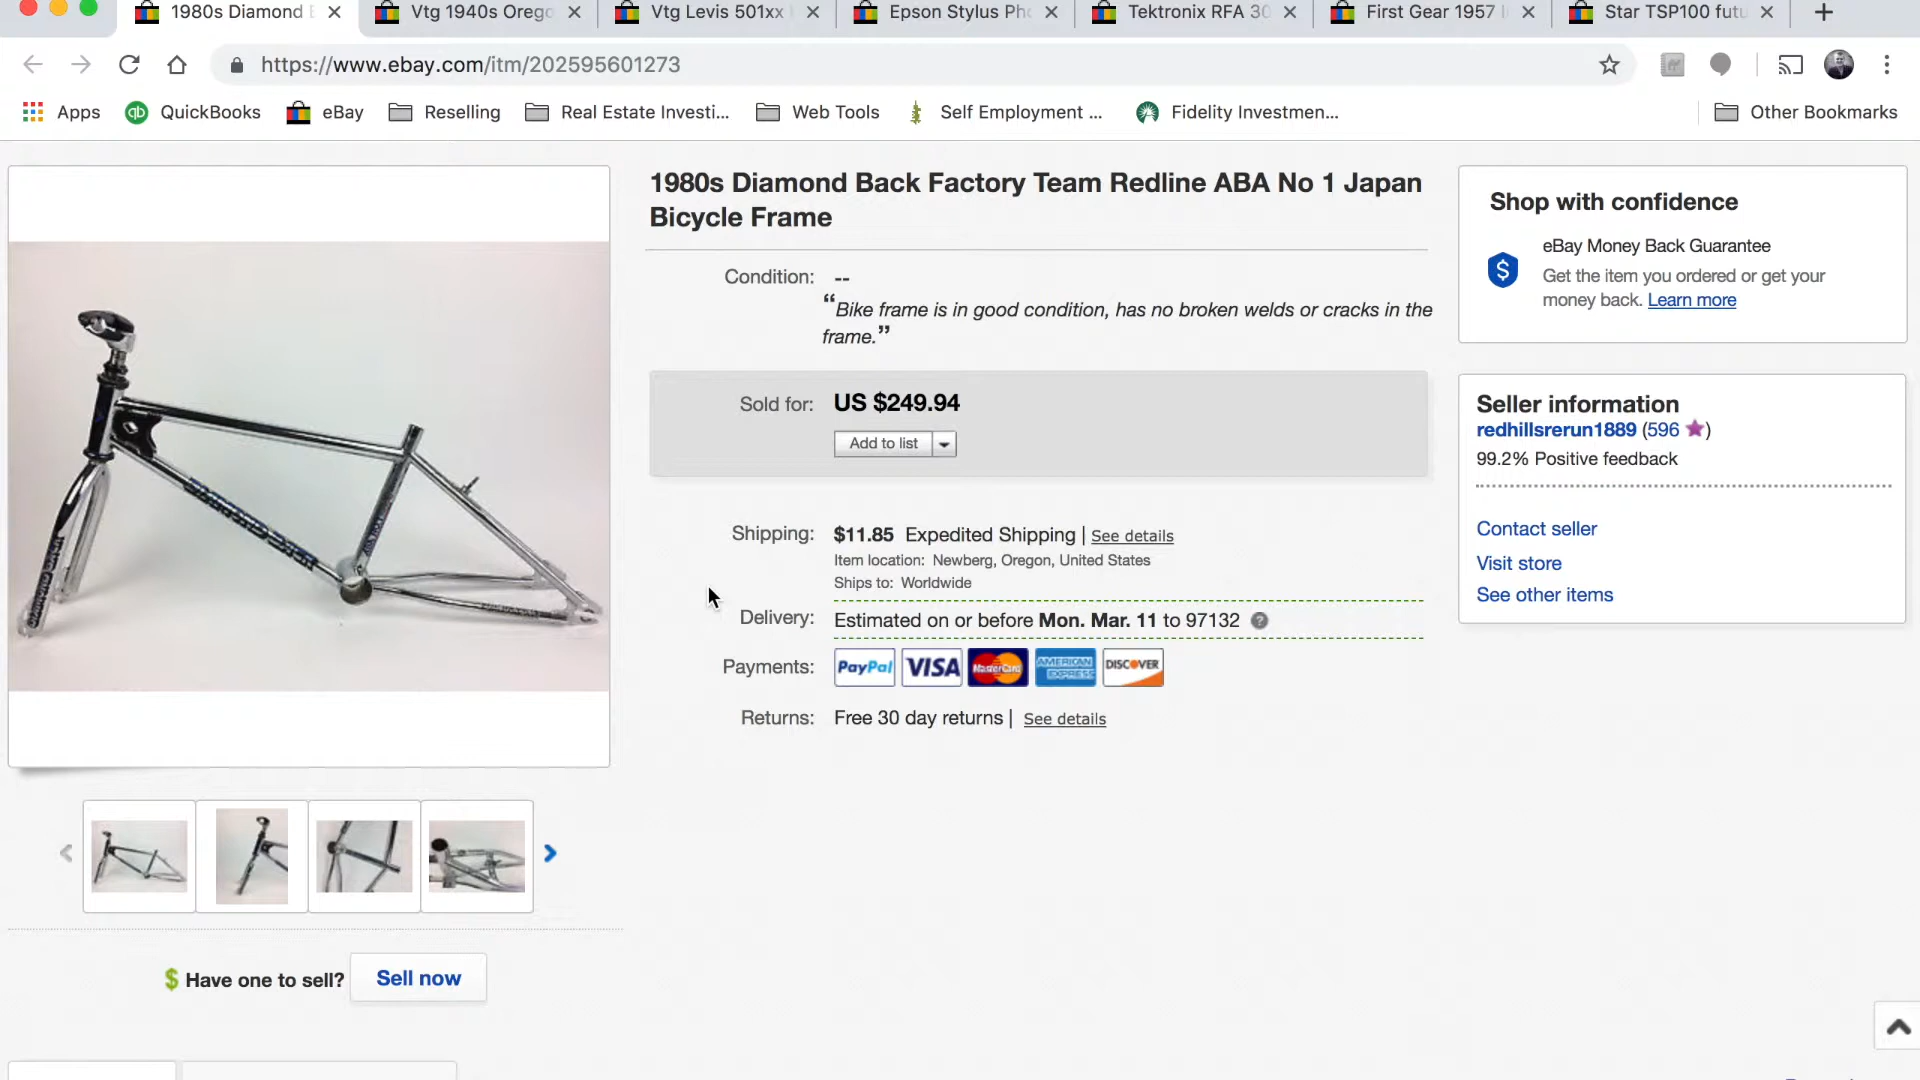 1980s Diamond
Vtg 1940s Orego
Vtg Levis 501xx
Epson Stylus Pho
Tektronix RFA 30
First Gear 1957
Star TSP100 futu
https://www.ebay.com/itm/202595601273
Apps
QuickBooks
eBay
Reselling
Real Estate Investi...
Web Tools
Self Employment ...
Fidelity Investmen...
Other Bookmarks
1980s Diamond Back Factory Team Redline ABA No 1 Japan
Bicycle Frame
Condition: --
“Bike frame is in good condition, has no broken welds or cracks in the
frame.”
Sold for: US $249.94
Add to list
Shipping: $11.85 Expedited Shipping | See details
Item location: Newberg, Oregon, United States
Ships to: Worldwide
Delivery: Estimated on or before Mon. Mar. 11 to 97132 ?
Payments: PayPal VISA MasterCard AMERICAN EXPRESS DISCOVER
Returns: Free 30 day returns | See details
Shop with confidence
eBay Money Back Guarantee
Get the item you ordered or get your
money back. Learn more
Seller information
redhillsrerun1889 (596 )
99.2% Positive feedback
Contact seller
Visit store
See other items
DIAMOND BACK
$ Have one to sell? Sell now